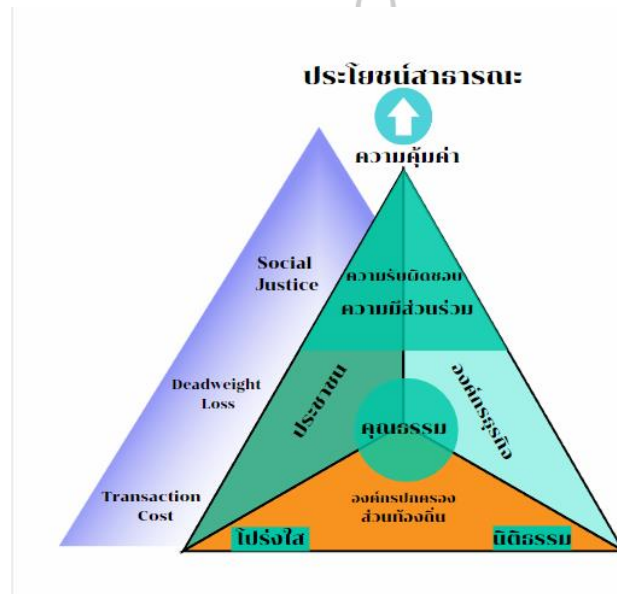 ประโยชน์สาธารณะ
ความคุ้มค่า
Social
Justice
ความรับผิดชอบ
ความมีส่วนร่วม
Deadweight
Loss
ประชาชน
องค์กรธุรกิจ
คุณธรรม
Transaction
Cost
องค์กรปกครอง
ส่วนท้องถิ่น
โปร่งใส
นิติธรรม